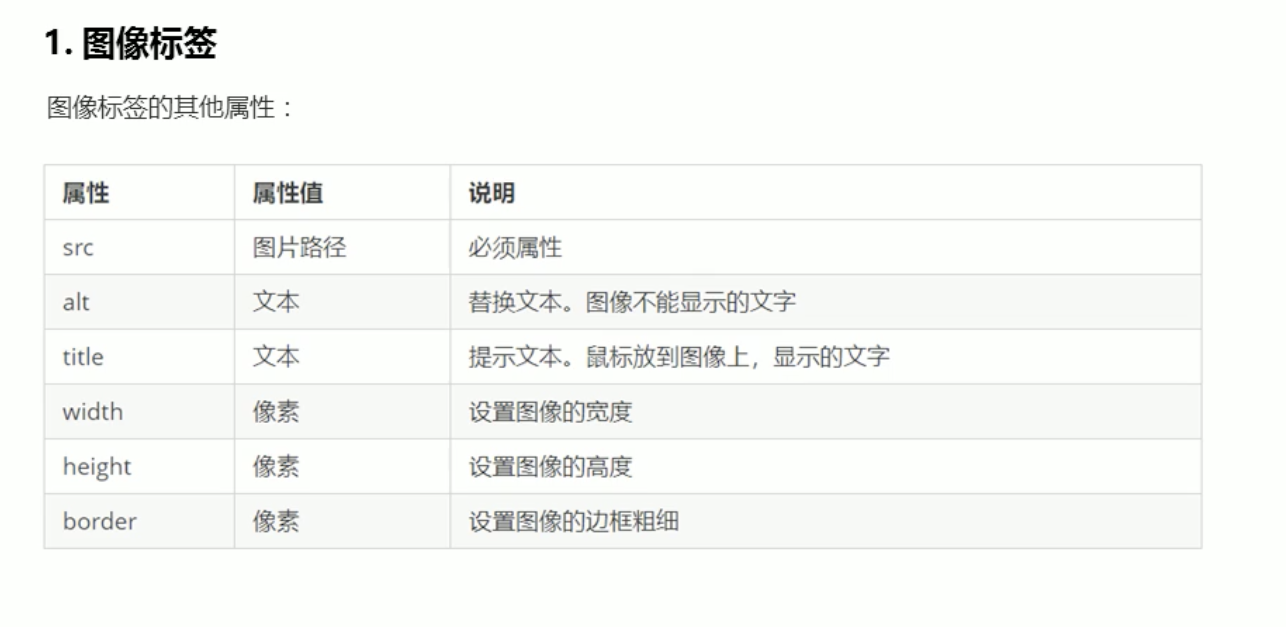 1. 图像标签
图像标签的其他属性：
属性 属性值 说明
src 图片路径 必须属性
alt 文本 替换文本。图像不能显示的文字
title 文本 提示文本。鼠标放到图像上，显示的文字
width 像素 设置图像的宽度
height 像素 设置图像的高度
border 像素 设置图像的边框粗细